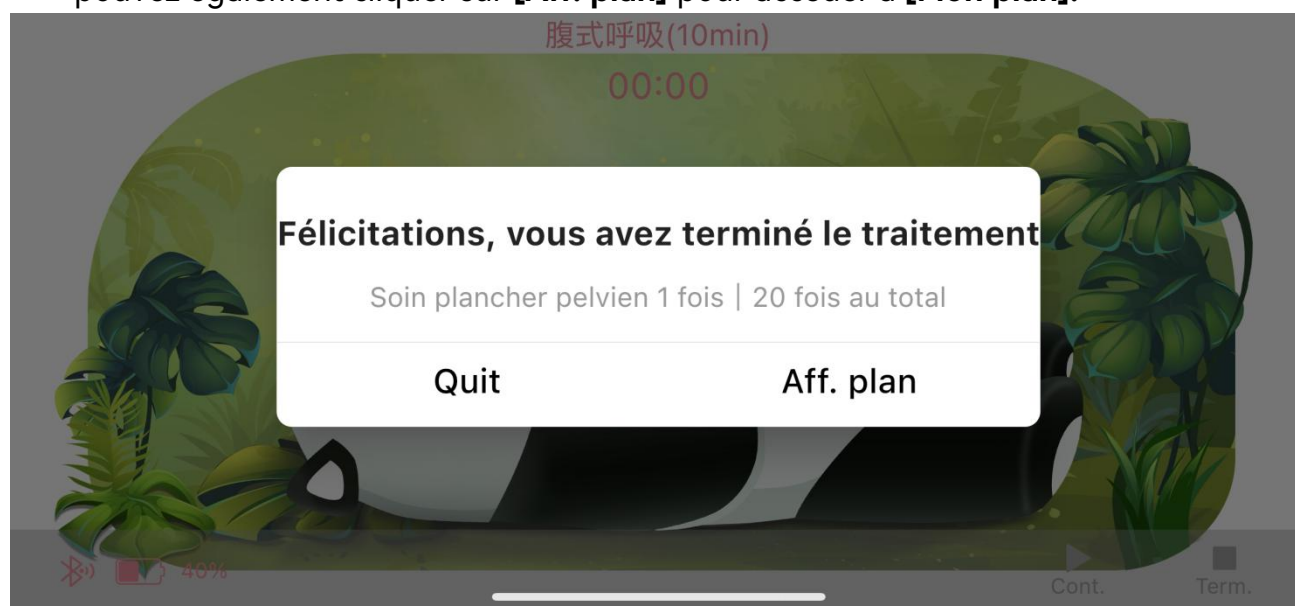 腹式呼吸(10min)
00:00
Félicitations, vous avez terminé le traitement
Soin plancher pelvien 1 fois | 20 fois au total
Quit
Aff. plan
40%
Cont.
Term.